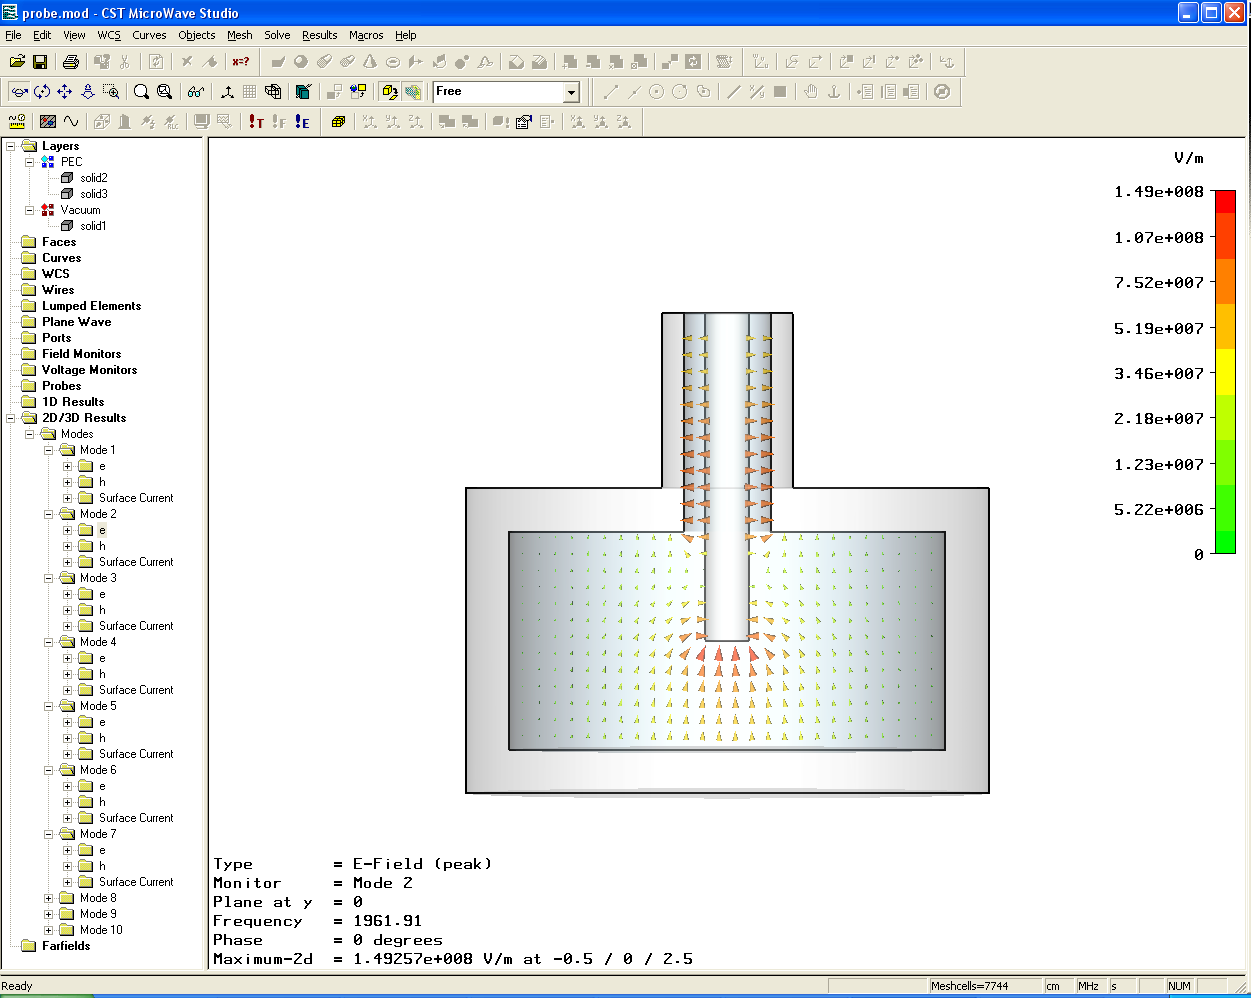 probe.mod - CST MicroWave Studio
File Edit View WCS Curves Objects Mesh Solve Results Macros Help
x=?
Free
!T !F !E
Layers
PEC
solid2
solid3
Vacuum
solid1
Faces
Curves
WCS
Wires
Lumped Elements
Plane Wave
Ports
Field Monitors
Voltage Monitors
Probes
1D Results
2D/3D Results
Modes
Mode 1
e
h
Surface Current
Mode 2
e
h
Surface Current
Mode 3
e
h
Surface Current
Mode 4
e
h
Surface Current
Mode 5
e
h
Surface Current
Mode 6
e
h
Surface Current
Mode 7
e
h
Surface Current
Mode 8
Mode 9
Mode 10
Farfields
V/m
1.49e+008
1.07e+008
7.52e+007
5.19e+007
3.46e+007
2.18e+007
1.23e+007
5.22e+006
0
Type = E-Field (peak)
Monitor = Mode 2
Plane at y = 0
Frequency = 1961.91
Phase = 0 degrees
Maximum-2d = 1.49257e+008 V/m at -0.5 / 0 / 2.5
Ready Meshcells=7744 cm MHz s NUM